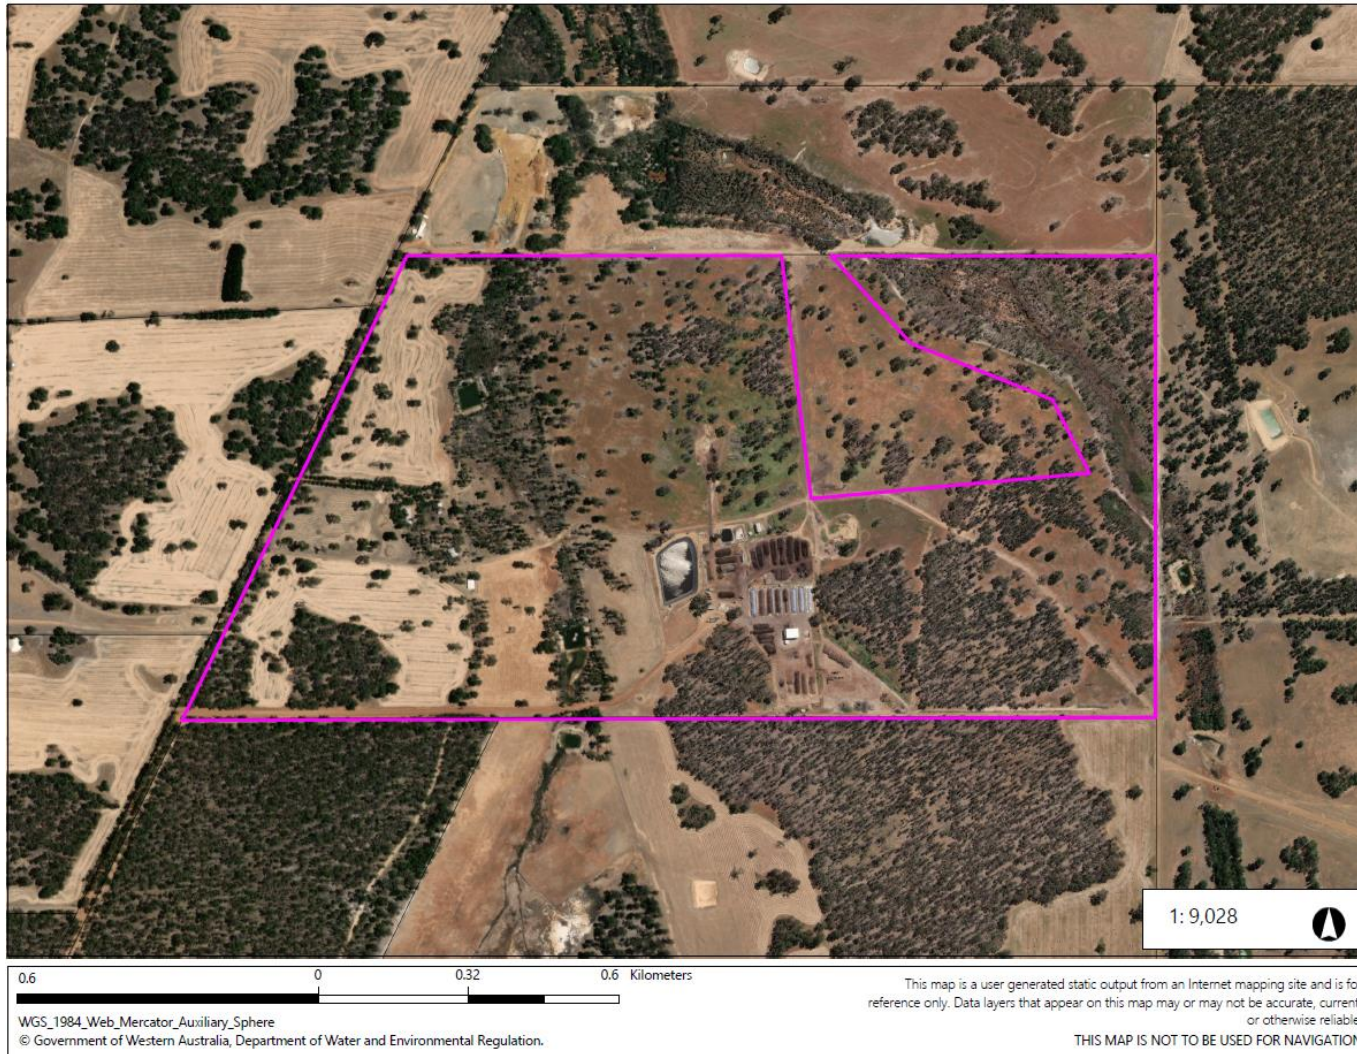 1: 9,028
0.6 0 0.32 0.6 Kilometers
WGS_1984_Web_Mercator_Auxiliary_Sphere
© Government of Western Australia, Department of Water and Environmental Regulation.
This map is a user generated static output from an Internet mapping site and is fo
reference only. Data layers that appear on this map may or may not be accurate, current
or otherwise reliable
THIS MAP IS NOT TO BE USED FOR NAVIGATION